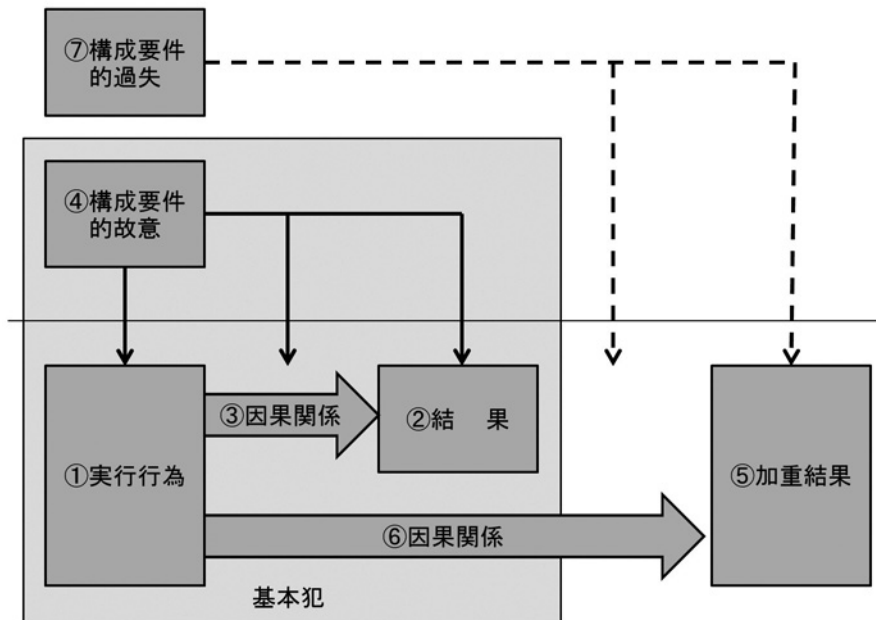 ⑦構成要件
的過失
④構成要件
的故意
③因果関係
②結　果
①実行行為
⑤加重結果
⑥因果関係
基本犯